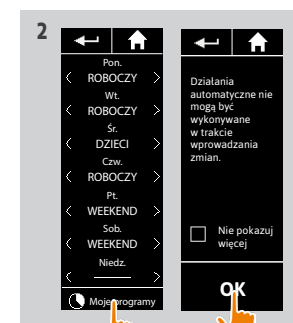 2
Pon.
ROBOCZY
Wt.
ROBOCZY
Śr.
DZIECI
Czw.
ROBOCZY
Pt.
WEEKEND
Sob.
WEEKEND
Niedz.
Moje programy
Działania
automatyczne nie
mogą być
wykonywane
w trakcie
wprowadzania
zmian.
Nie pokazuj
więcej
OK